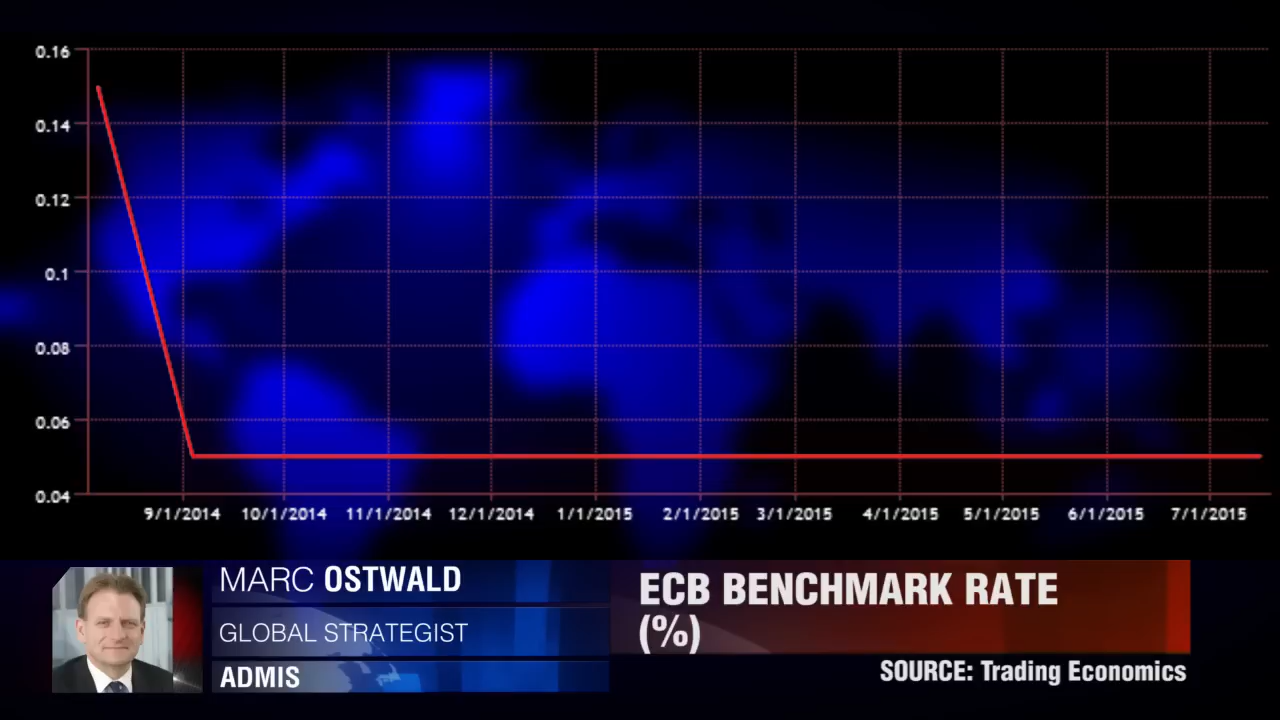 0.16
0.14
0.12
0.1
0.08
0.06
0.04
9/1/2014 10/1/2014 11/1/2014 12/1/2014 1/1/2015 2/1/2015 3/1/2015 4/1/2015 5/1/2015 6/1/2015 7/1/2015
MARC OSTWALD
GLOBAL STRATEGIST
ADMIS
ECB BENCHMARK RATE
(%)
SOURCE: Trading Economics